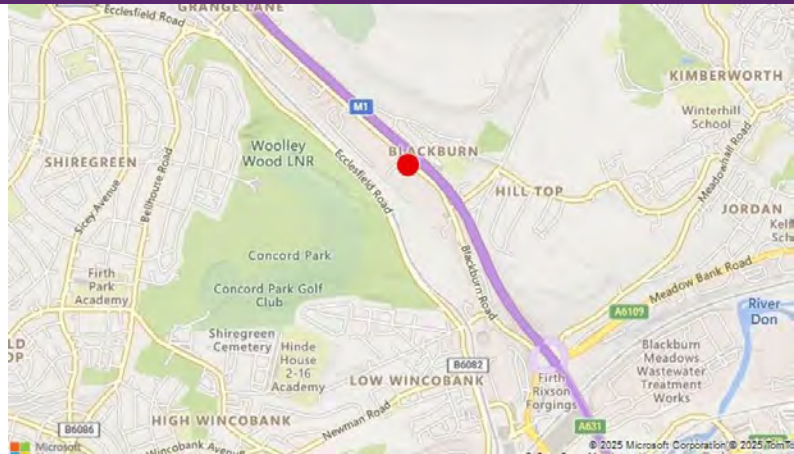 GRANGE LANE
Ecclesfield Road
KIMBERWORTH
M1
Winterhill
School
Woolley
Wood LNR
BLACKBURN
SHIREGREEN
Bellhouse Road
Sicey Avenue
Ecclesfield Road
HILL TOP
Meadowhall Road
JORDAN
Concord Park
Blackburn Road
Firth
Park
Academy
Concord Park Golf
Club
Meadow Bank Road
A6109
River
Don
Shiregreen
Cemetery
Hinde
House
2-16
Academy
B6082
Blackburn
Meadows
Wastewater
Treatment
Works
LOW WINCOBANK
Firth
Rixson
Forgings
Newman Road
HIGH WINCOBANK
B6086
A631
Wincobank Avenue
Microsoft
© 2025 Microsoft Corporation © 2025 TomTo